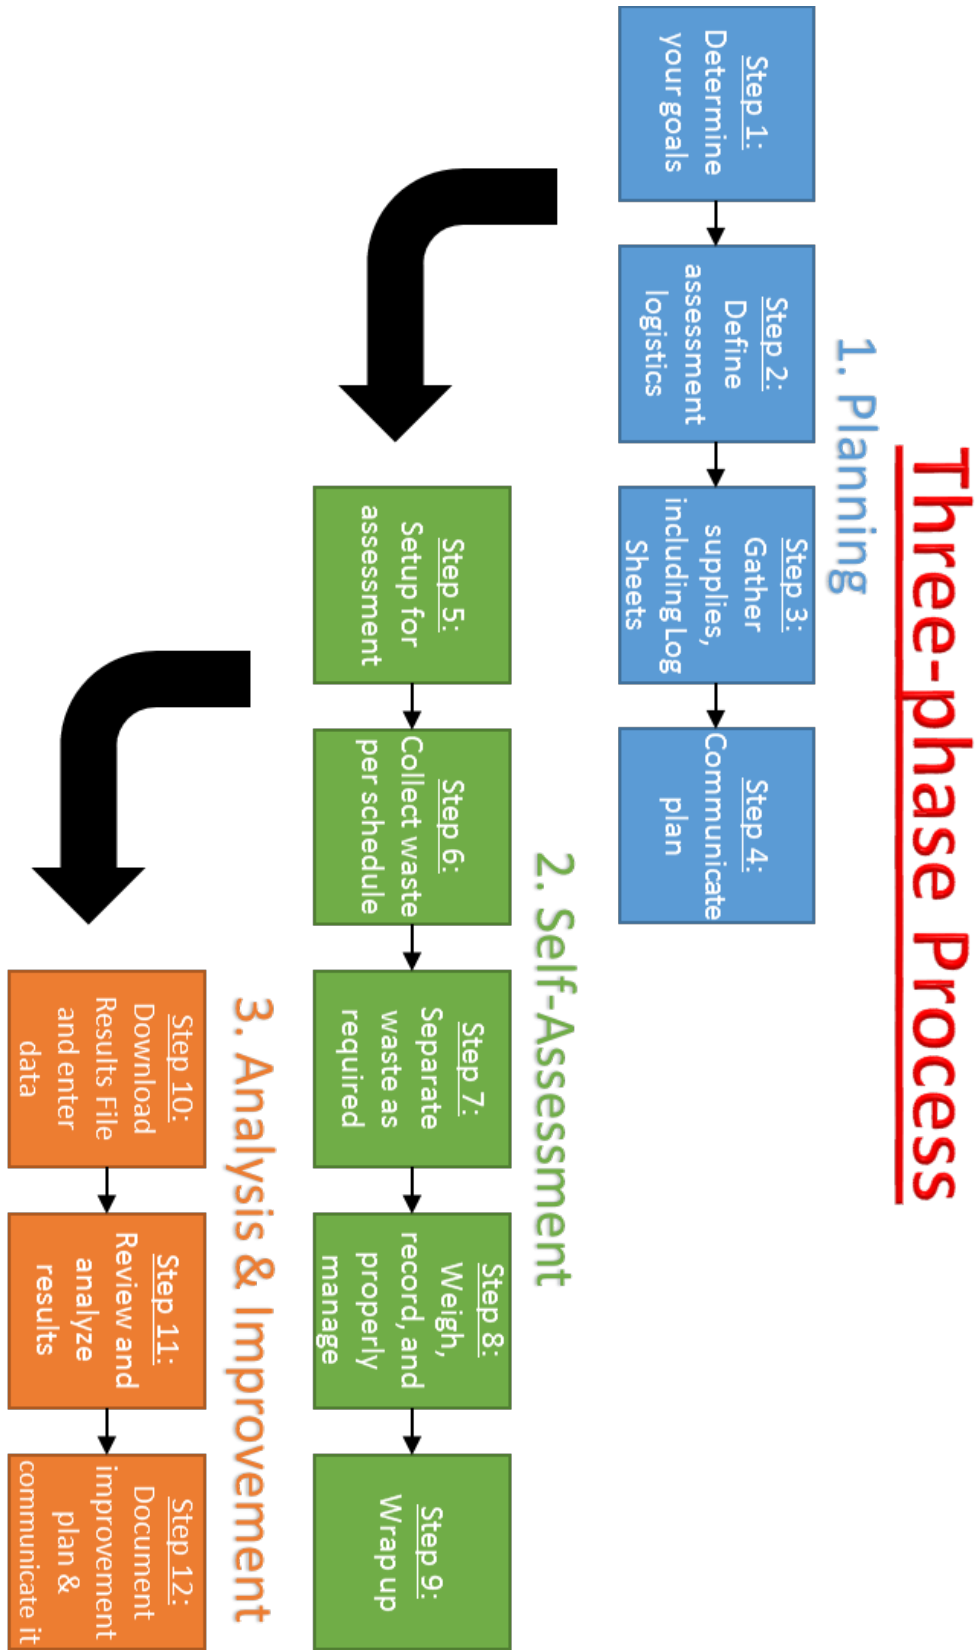 Three-phase Process
1. Planning
Step 1:
Determine
your goals
Step 2:
Define
assessment
logistics
Step 3:
Gather
supplies,
including Log
Sheets
Step 4:
Communicate
plan
2. Self-Assessment
Step 5:
Setup for
assessment
Step 6:
Collect waste
per schedule
Step 7:
Separate
waste as
required
Step 8:
Weigh,
record, and
properly
manage
Step 9:
Wrap up
3. Analysis & Improvement
Step 10:
Download
Results File
and enter
data
Step 11:
Review and
analyze
results
Step 12:
Document
improvement
plan &
communicate it